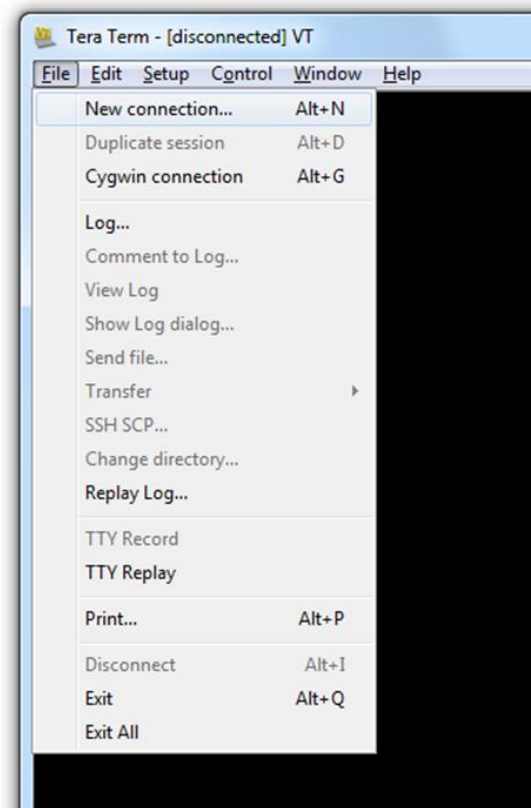 Tera Term - [disconnected] VT
File Edit Setup Control Window Help
New connection... Alt+N
Duplicate session Alt+D
Cygwin connection Alt+G
Log...
Comment to Log...
View Log
Show Log dialog...
Send file...
Transfer
SSH SCP...
Change directory...
Replay Log...
TTY Record
TTY Replay
Print... Alt+P
Disconnect Alt+I
Exit Alt+Q
Exit All